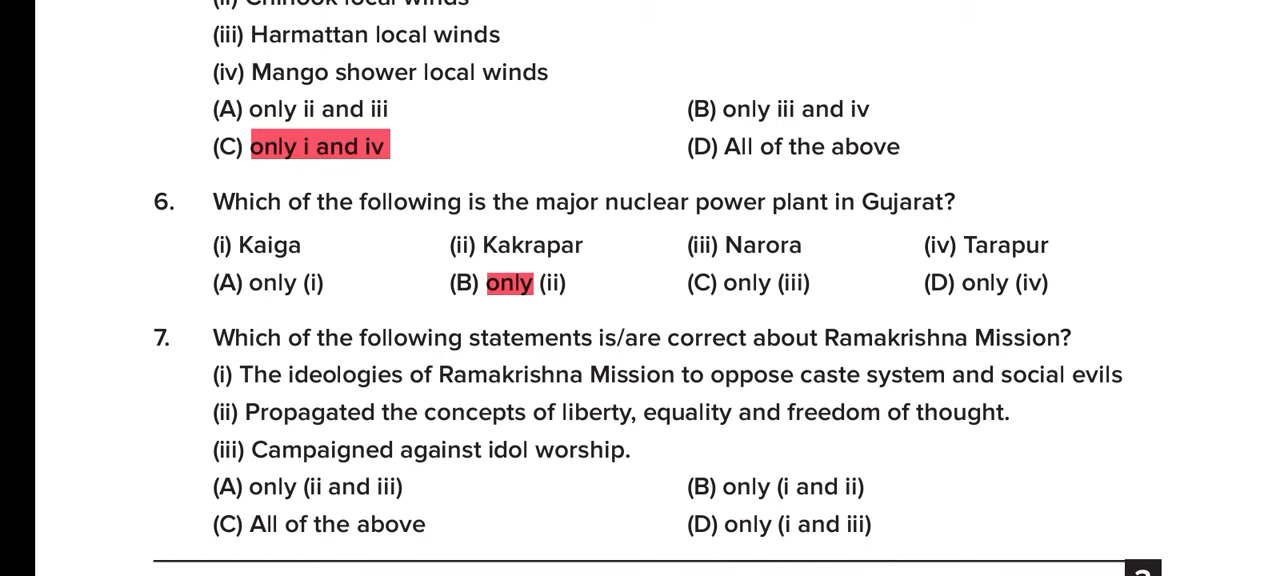 (ii) Chinook local winds
(iii) Harmattan local winds
(iv) Mango shower local winds
(A) only ii and iii (B) only iii and iv
(C) only i and iv (D) All of the above
6. Which of the following is the major nuclear power plant in Gujarat?
(i) Kaiga (ii) Kakrapar (iii) Narora (iv) Tarapur
(A) only (i) (B) only (ii) (C) only (iii) (D) only (iv)
7. Which of the following statements is/are correct about Ramakrishna Mission?
(i) The ideologies of Ramakrishna Mission to oppose caste system and social evils
(ii) Propagated the concepts of liberty, equality and freedom of thought.
(iii) Campaigned against idol worship.
(A) only (ii and iii) (B) only (i and ii)
(C) All of the above (D) only (i and iii)